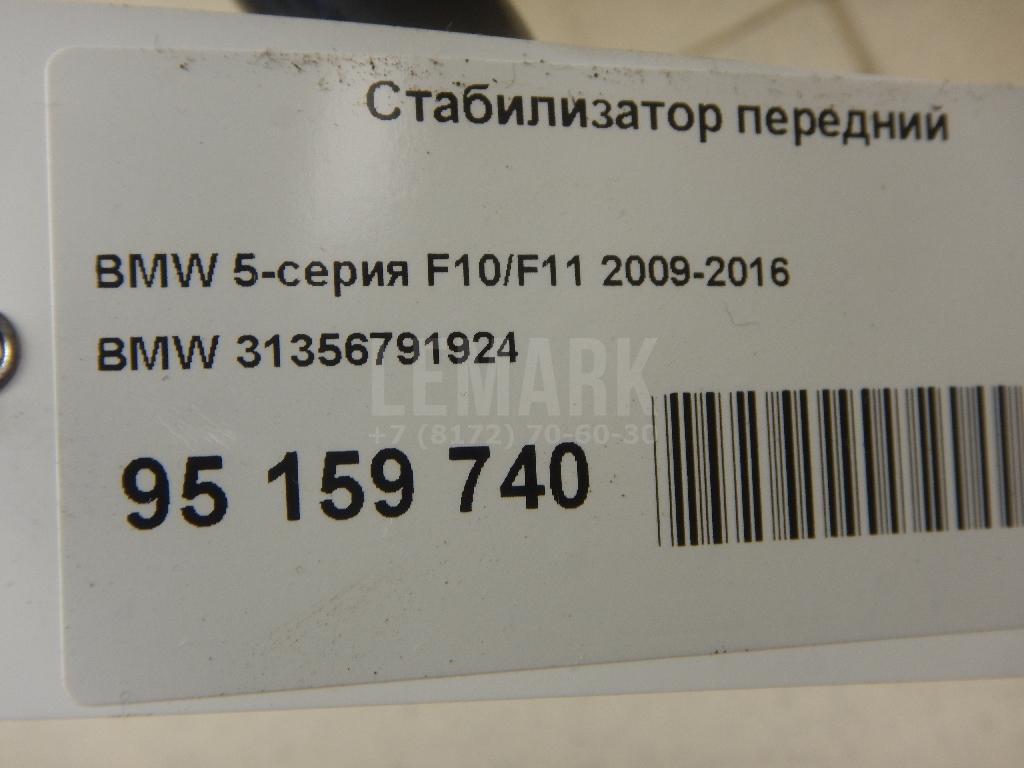 Стабилизатор передний
BMW 5-серия F10/F11 2009-2016
BMW 31356791924
LEMARK
+7 (8172) 70-60-30
95 159 740